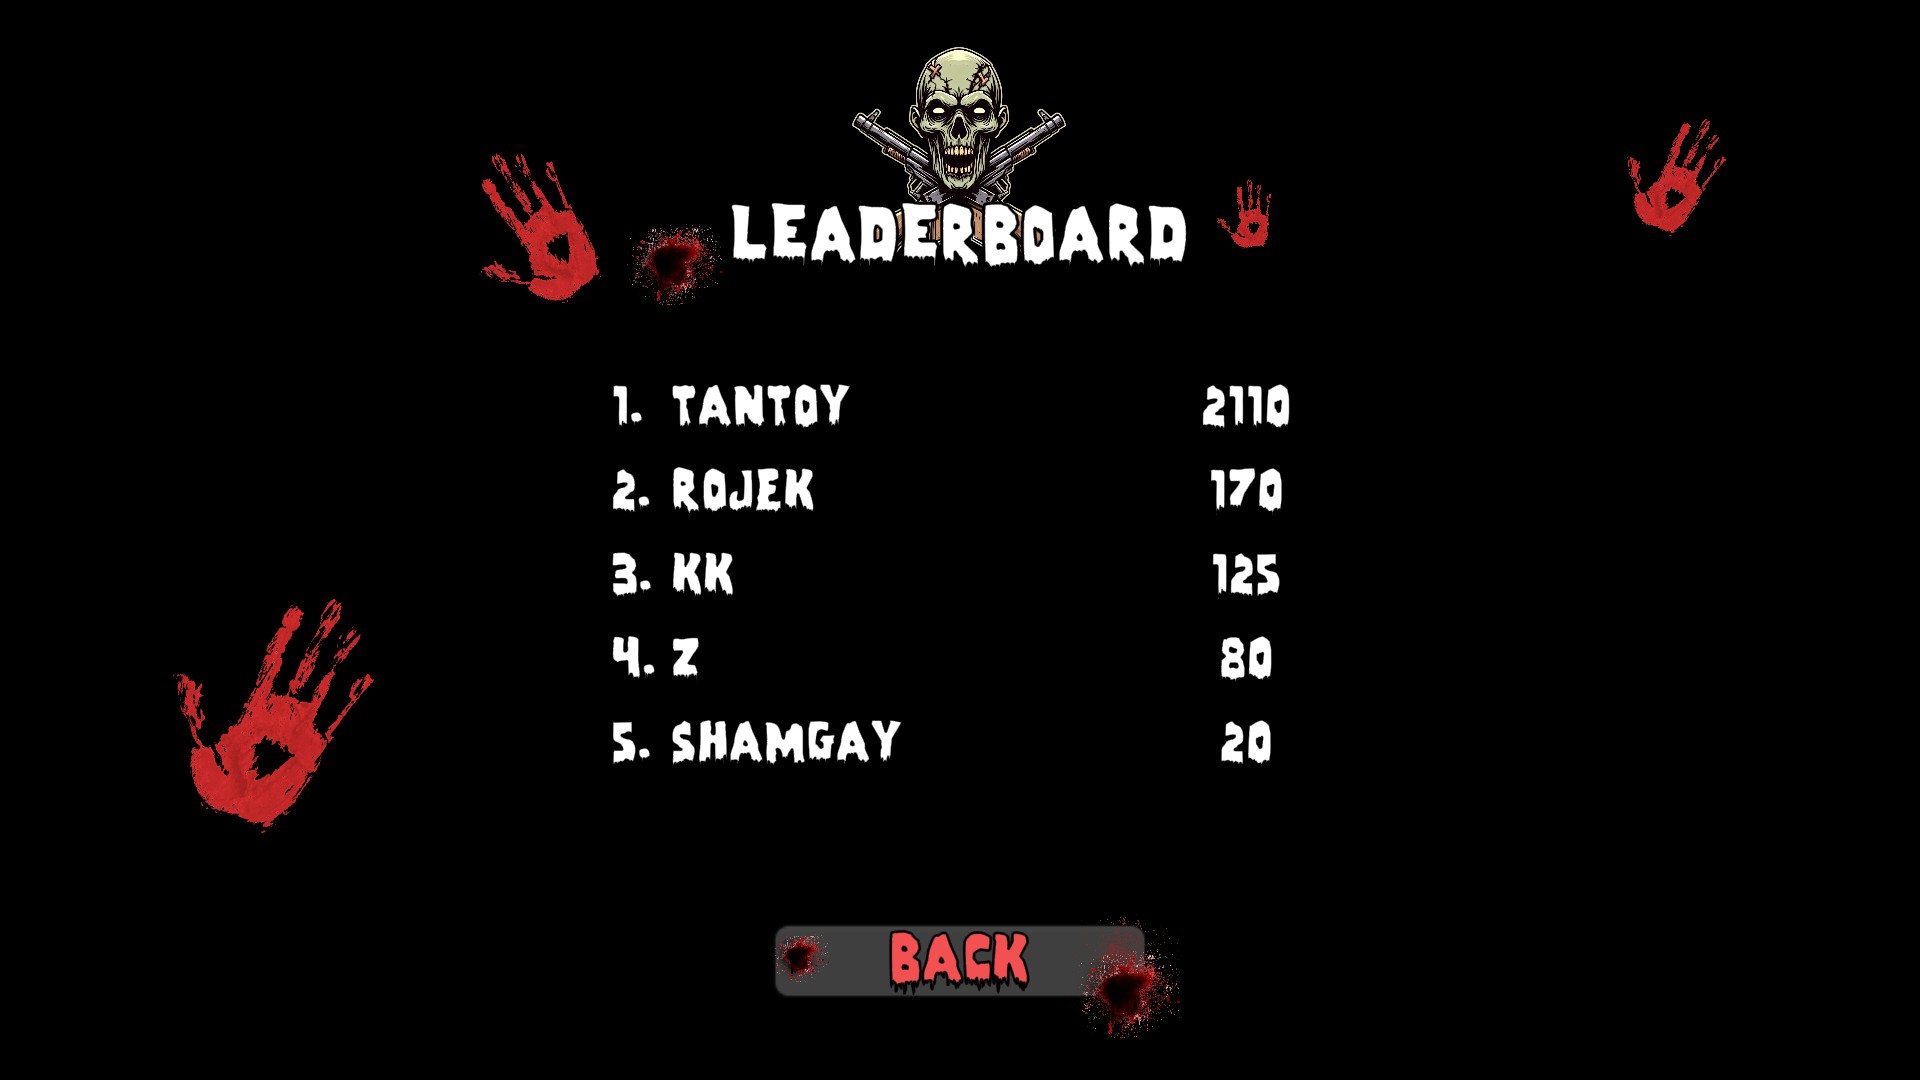 LEADERBOARD
1. TANTOY 2110
2. ROJEK 170
3. KK 125
4. Z 80
5. SHAMGAY 20
BACK